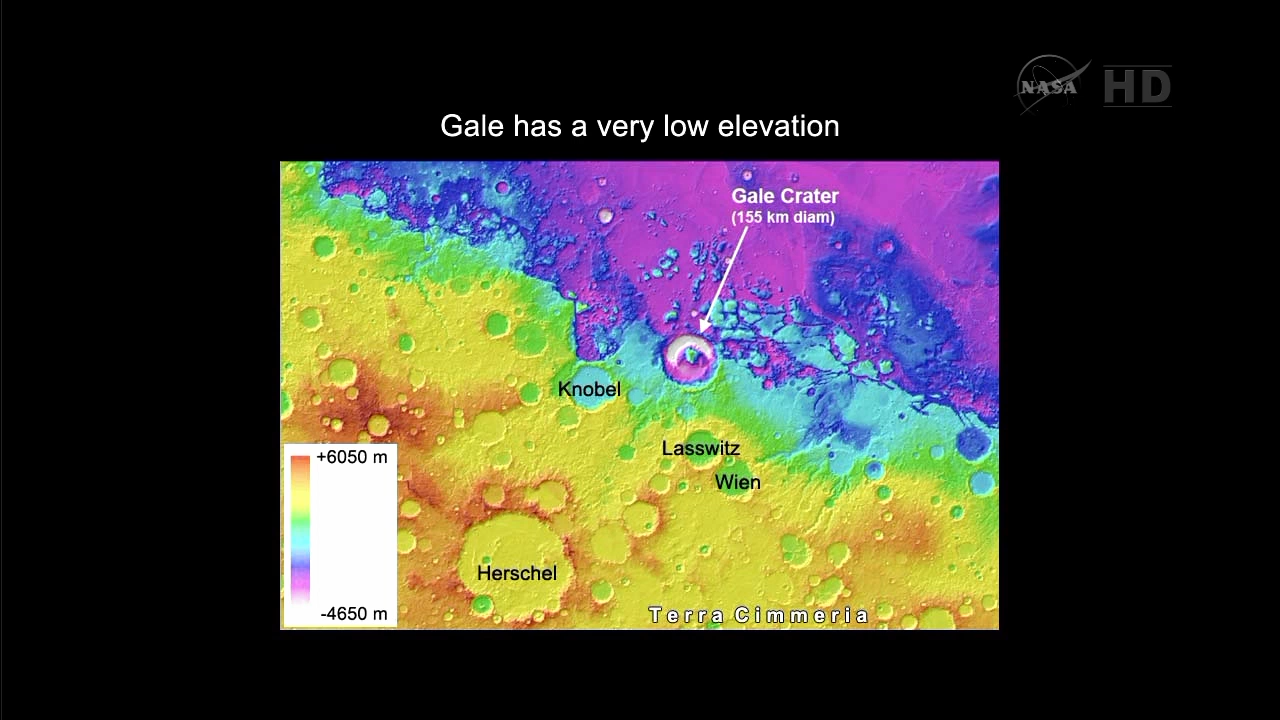 NASA HD
Gale has a very low elevation
Gale Crater
(155 km diam)
Knobel
Lasswitz
Wien
+6050 m
-4650 m
Herschel
Terra Cimmeria